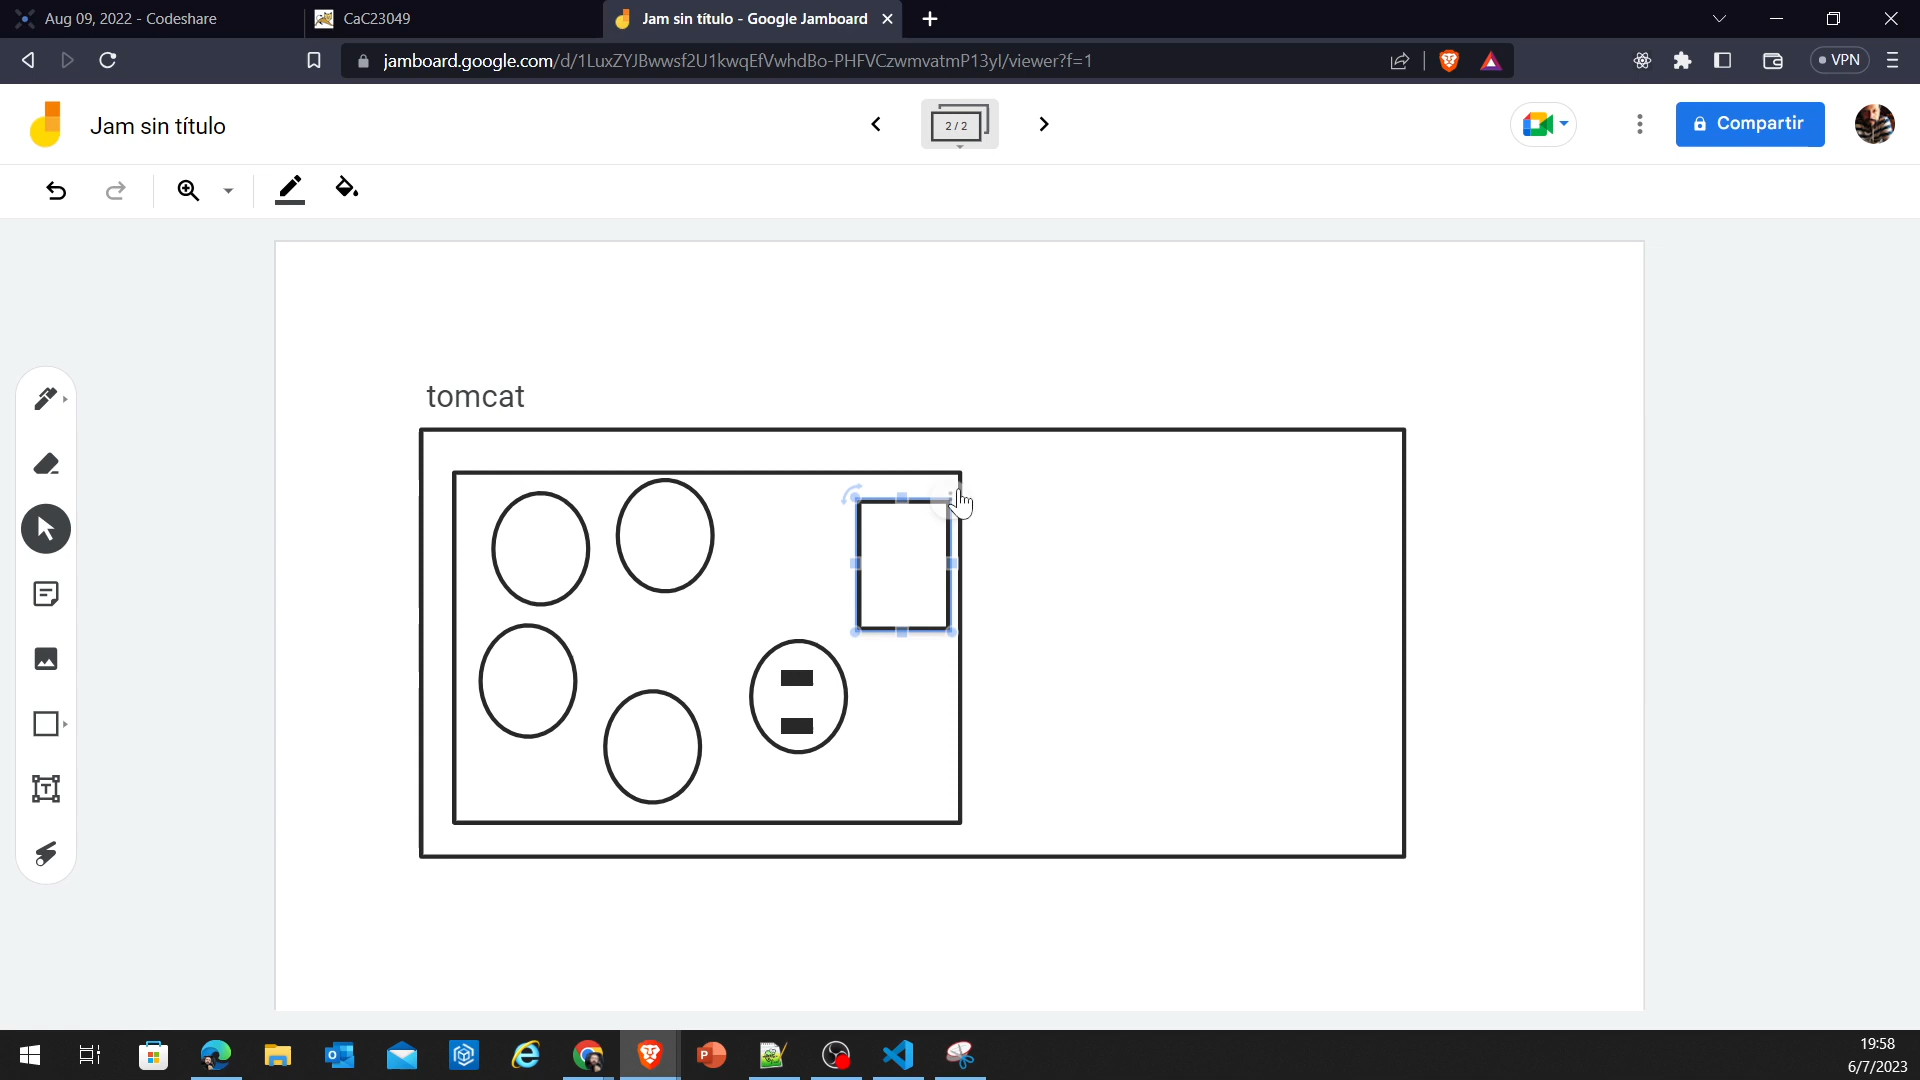 Aug 09, 2022 - Codeshare
CaC23049
Jam sin título - Google Jamboard
jamboard.google.com/d/1LuxZYJBwwsf2U1kwqEfVwhdBo-PHFVCzwmvatmP13yI/viewer?f=1
VPN
Jam sin título
2 / 2
Compartir
tomcat
19:58
6/7/2023